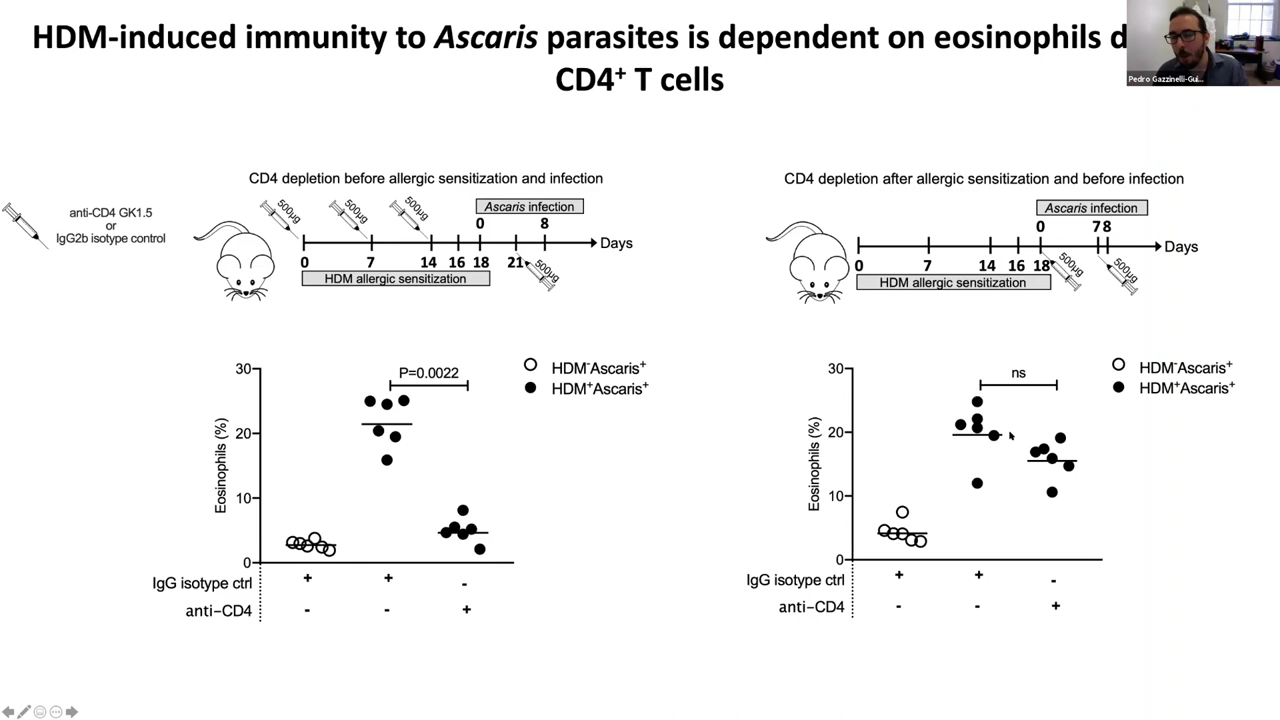 HDM-induced immunity to Ascaris parasites is dependent on eosinophils d
CD4⁺ T cells
Pedro Gazzinelli-Gui...
anti-CD4 GK1.5
or
IgG2b isotype control
CD4 depletion before allergic sensitization and infection
500µg 500µg 500µg
Ascaris infection
0 8
Days
0 7 14 16 18 21
500µg
HDM allergic sensitization
CD4 depletion after allergic sensitization and before infection
Ascaris infection
0 7 8
Days
0 7 14 16 18
500µg 500µg
HDM allergic sensitization
Eosinophils (%)
30
20
10
0
P=0.0022
HDM⁻Ascaris⁺
HDM⁺Ascaris⁺
IgG isotype ctrl + + -
anti-CD4 - - +
Eosinophils (%)
30
20
10
0
ns
HDM⁻Ascaris⁺
HDM⁺Ascaris⁺
IgG isotype ctrl + + -
anti-CD4 - - +